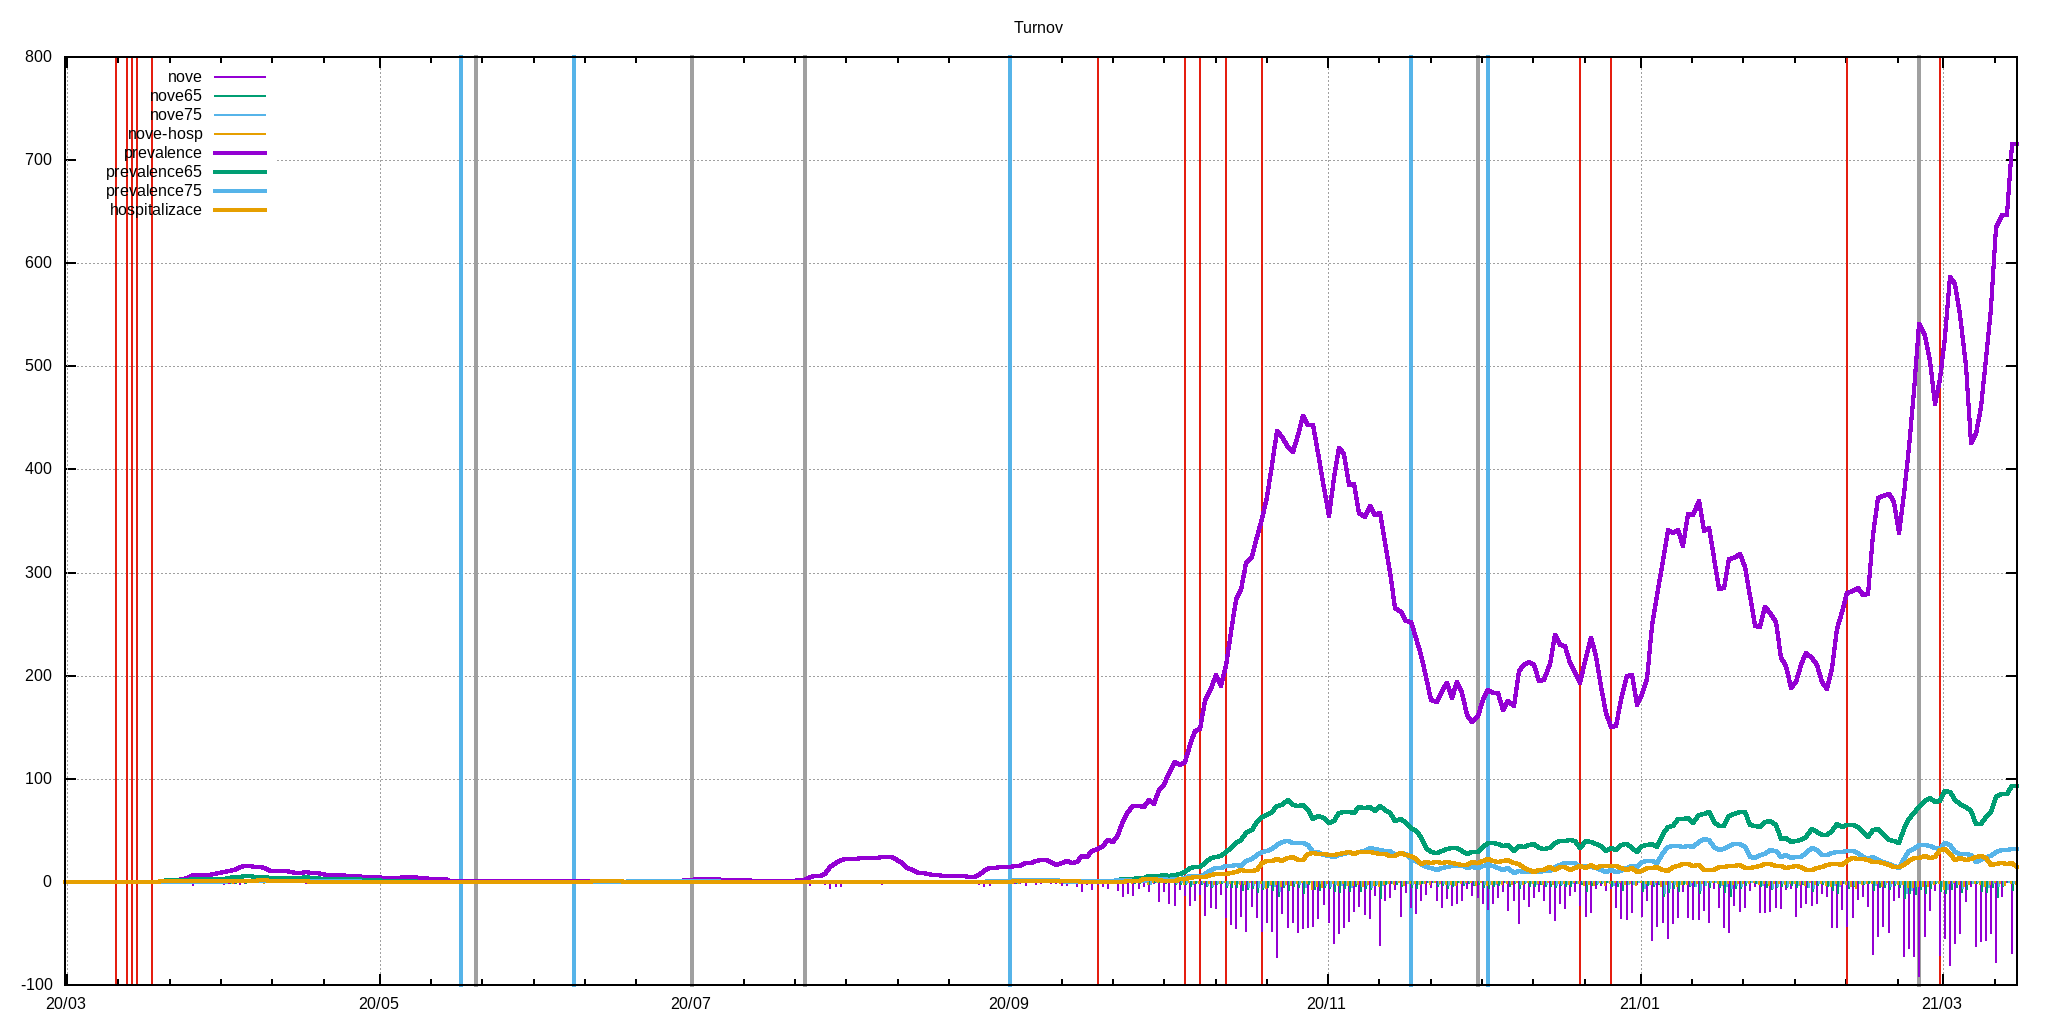 Turnov
800
700
600
500
400
300
200
100
0
-100
nove
nove65
nove75
nove-hosp
prevalence
prevalence65
prevalence75
hospitalizace
20/03 20/05 20/07 20/09 20/11 21/01 21/03